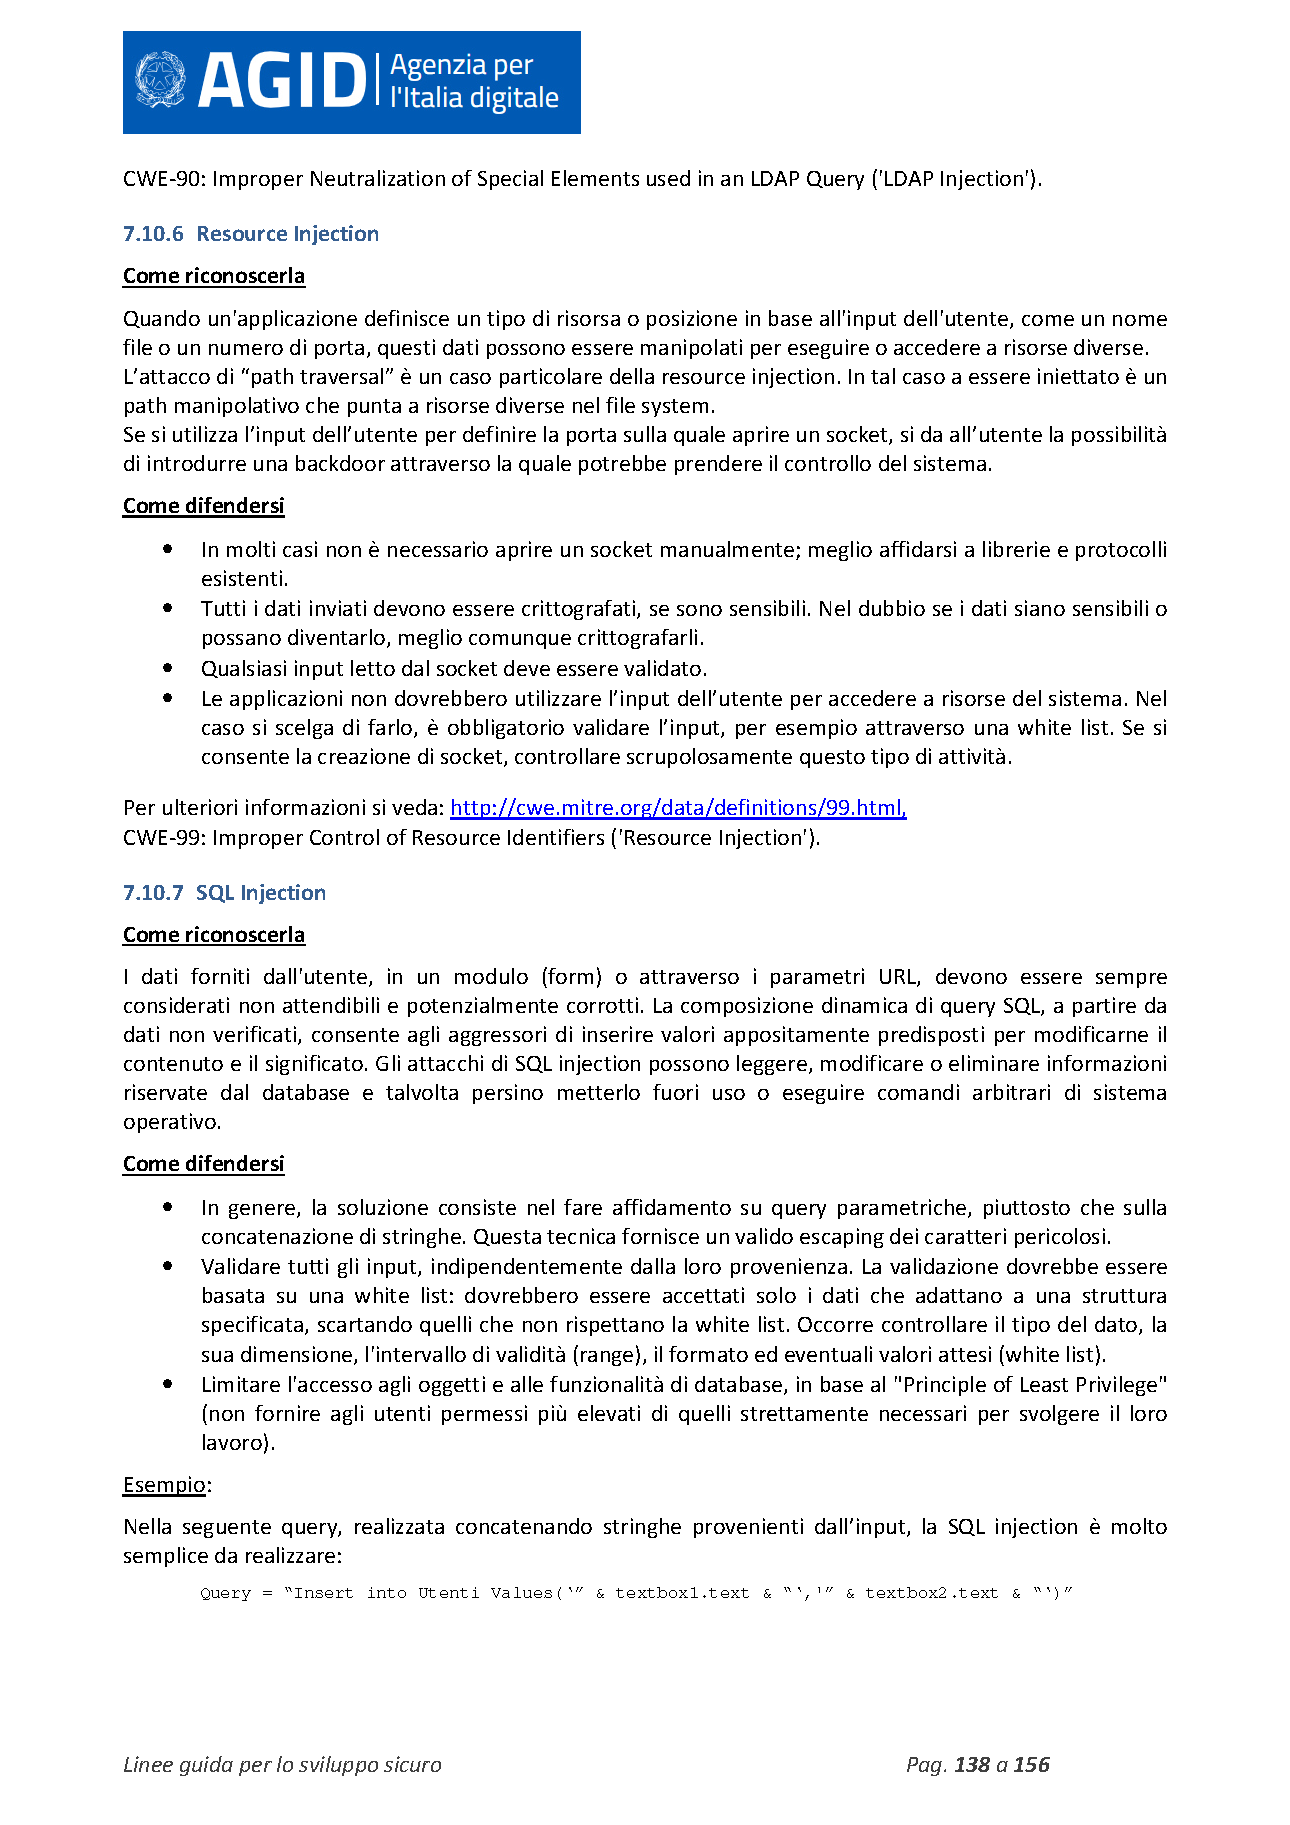 AGID Agenzia per
l'Italia digitale
CWE-90: Improper Neutralization of Special Elements used in an LDAP Query ('LDAP Injection').
7.10.6 Resource Injection
Come riconoscerla
Quando un'applicazione definisce un tipo di risorsa o posizione in base all'input dell'utente, come un nome
file o un numero di porta, questi dati possono essere manipolati per eseguire o accedere a risorse diverse.
L’attacco di “path traversal” è un caso particolare della resource injection. In tal caso a essere iniettato è un
path manipolativo che punta a risorse diverse nel file system.
Se si utilizza l’input dell’utente per definire la porta sulla quale aprire un socket, si da all’utente la possibilità
di introdurre una backdoor attraverso la quale potrebbe prendere il controllo del sistema.
Come difendersi
• In molti casi non è necessario aprire un socket manualmente; meglio affidarsi a librerie e protocolli
esistenti.
• Tutti i dati inviati devono essere crittografati, se sono sensibili. Nel dubbio se i dati siano sensibili o
possano diventarlo, meglio comunque crittografarli.
• Qualsiasi input letto dal socket deve essere validato.
• Le applicazioni non dovrebbero utilizzare l’input dell’utente per accedere a risorse del sistema. Nel
caso si scelga di farlo, è obbligatorio validare l’input, per esempio attraverso una white list. Se si
consente la creazione di socket, controllare scrupolosamente questo tipo di attività.
Per ulteriori informazioni si veda: http://cwe.mitre.org/data/definitions/99.html,
CWE-99: Improper Control of Resource Identifiers ('Resource Injection').
7.10.7 SQL Injection
Come riconoscerla
I dati forniti dall'utente, in un modulo (form) o attraverso i parametri URL, devono essere sempre
considerati non attendibili e potenzialmente corrotti. La composizione dinamica di query SQL, a partire da
dati non verificati, consente agli aggressori di inserire valori appositamente predisposti per modificarne il
contenuto e il significato. Gli attacchi di SQL injection possono leggere, modificare o eliminare informazioni
riservate dal database e talvolta persino metterlo fuori uso o eseguire comandi arbitrari di sistema
operativo.
Come difendersi
• In genere, la soluzione consiste nel fare affidamento su query parametriche, piuttosto che sulla
concatenazione di stringhe. Questa tecnica fornisce un valido escaping dei caratteri pericolosi.
• Validare tutti gli input, indipendentemente dalla loro provenienza. La validazione dovrebbe essere
basata su una white list: dovrebbero essere accettati solo i dati che adattano a una struttura
specificata, scartando quelli che non rispettano la white list. Occorre controllare il tipo del dato, la
sua dimensione, l'intervallo di validità (range), il formato ed eventuali valori attesi (white list).
• Limitare l'accesso agli oggetti e alle funzionalità di database, in base al "Principle of Least Privilege"
(non fornire agli utenti permessi più elevati di quelli strettamente necessari per svolgere il loro
lavoro).
Esempio:
Nella seguente query, realizzata concatenando stringhe provenienti dall’input, la SQL injection è molto
semplice da realizzare:
Query = “Insert into Utenti Values(‘” & textbox1.text & “‘,'” & textbox2.text & “‘)”
Linee guida per lo sviluppo sicuro Pag. 138 a 156